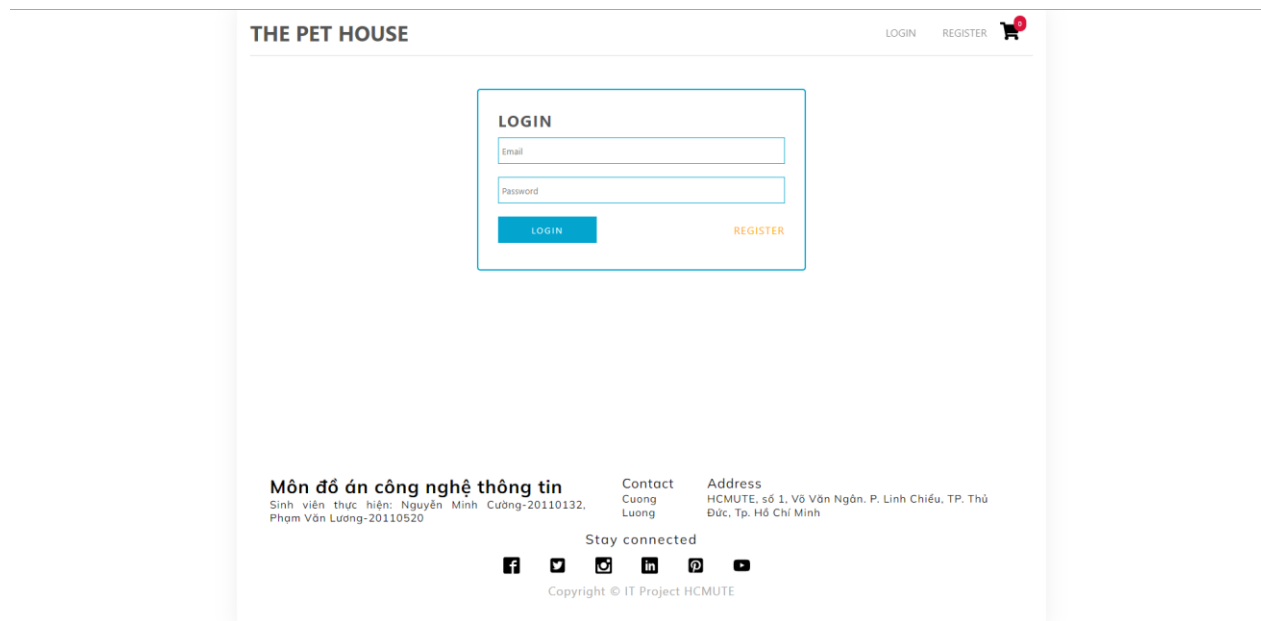 THE PET HOUSE
LOGIN REGISTER 0
LOGIN
Email
Password
LOGIN REGISTER
Môn đồ án công nghệ thông tin
Sinh viên thực hiện: Nguyễn Minh Cường-20110132,
Phạm Văn Lương-20110520
Contact
Cuong
Luong
Address
HCMUTE, số 1, Võ Văn Ngân. P. Linh Chiểu, TP. Thủ
Đức, Tp. Hồ Chí Minh
Stay connected
Copyright © IT Project HCMUTE